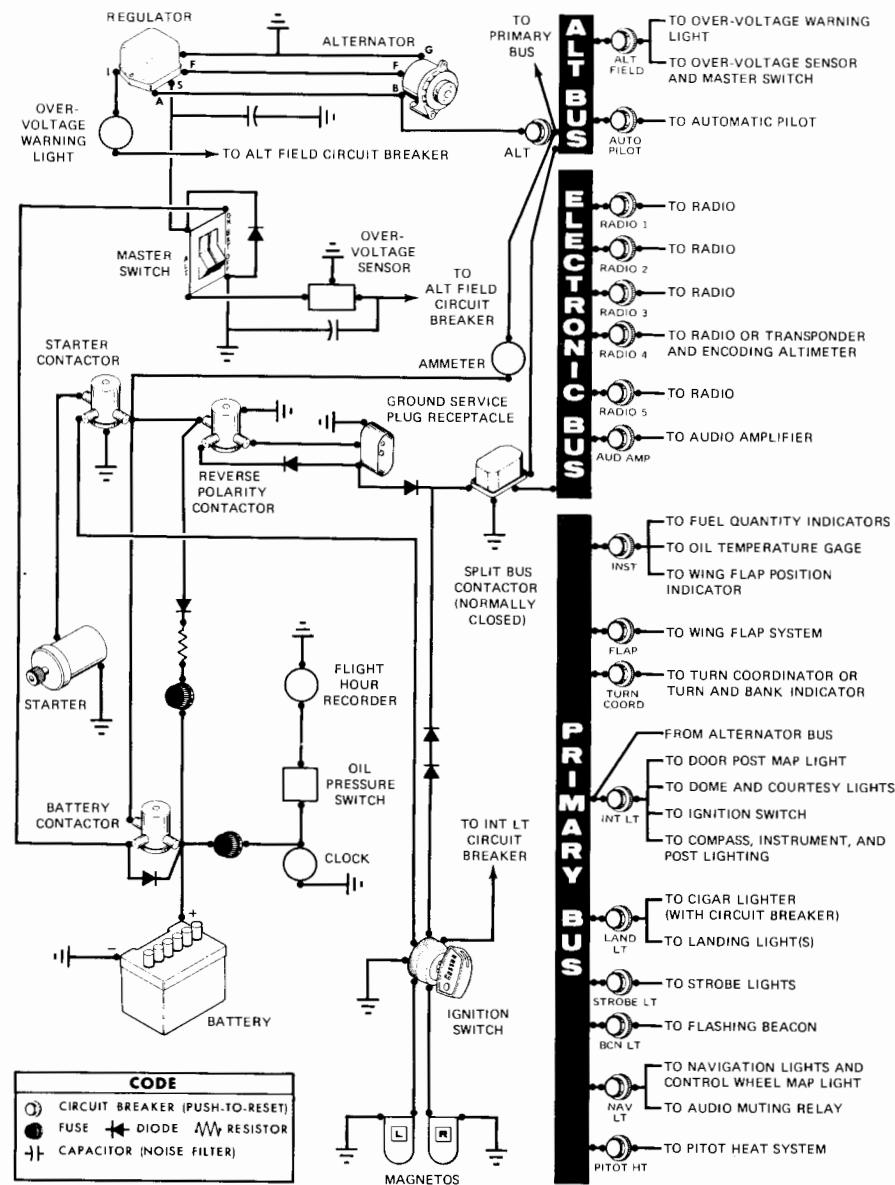 REGULATOR
ALTERNATOR
G
I
F
F
S
A
B
OVER-
VOLTAGE
WARNING
LIGHT
TO ALT FIELD CIRCUIT BREAKER
TO
PRIMARY
BUS
ALT
ALT BUS
ALT
FIELD
TO OVER-VOLTAGE WARNING
LIGHT
TO OVER-VOLTAGE SENSOR
AND MASTER SWITCH
AUTO
PILOT
TO AUTOMATIC PILOT
MASTER
SWITCH
OVER-
VOLTAGE
SENSOR
TO
ALT FIELD
CIRCUIT
BREAKER
AMMETER
ELECTRONIC BUS
RADIO 1
TO RADIO
RADIO 2
TO RADIO
RADIO 3
TO RADIO
RADIO 4
TO RADIO OR TRANSPONDER
AND ENCODING ALTIMETER
RADIO 5
TO RADIO
AUD AMP
TO AUDIO AMPLIFIER
STARTER
CONTACTOR
GROUND SERVICE
PLUG RECEPTACLE
REVERSE
POLARITY
CONTACTOR
SPLIT BUS
CONTACTOR
(NORMALLY
CLOSED)
STARTER
FLIGHT
HOUR
RECORDER
OIL
PRESSURE
SWITCH
BATTERY
CONTACTOR
CLOCK
TO INT LT
CIRCUIT
BREAKER
+
−
BATTERY
IGNITION
SWITCH
L
R
MAGNETOS
PRIMARY BUS
INST
TO FUEL QUANTITY INDICATORS
TO OIL TEMPERATURE GAGE
TO WING FLAP POSITION
INDICATOR
FLAP
TO WING FLAP SYSTEM
TURN
COORD
TO TURN COORDINATOR OR
TURN AND BANK INDICATOR
FROM ALTERNATOR BUS
INT LT
TO DOOR POST MAP LIGHT
TO DOME AND COURTESY LIGHTS
TO IGNITION SWITCH
TO COMPASS, INSTRUMENT, AND
POST LIGHTING
LAND
LT
TO CIGAR LIGHTER
(WITH CIRCUIT BREAKER)
TO LANDING LIGHT(S)
STROBE LT
TO STROBE LIGHTS
BCN LT
TO FLASHING BEACON
NAV
LT
TO NAVIGATION LIGHTS AND
CONTROL WHEEL MAP LIGHT
TO AUDIO MUTING RELAY
PITOT HT
TO PITOT HEAT SYSTEM
CODE
CIRCUIT BREAKER (PUSH-TO-RESET)
FUSE DIODE RESISTOR
CAPACITOR (NOISE FILTER)